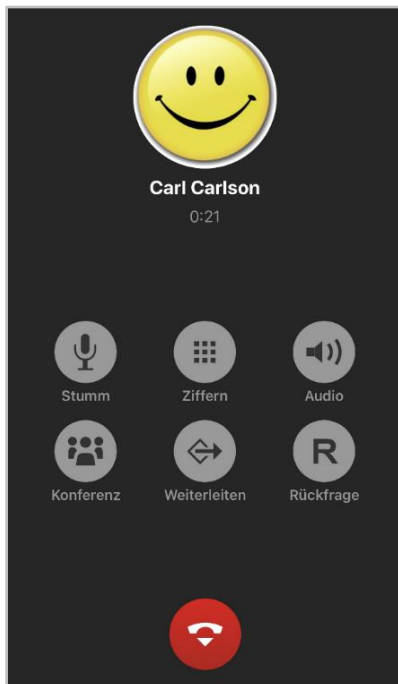 Carl Carlson
0:21
Stumm Ziffern Audio
R
Konferenz Weiterleiten Rückfrage